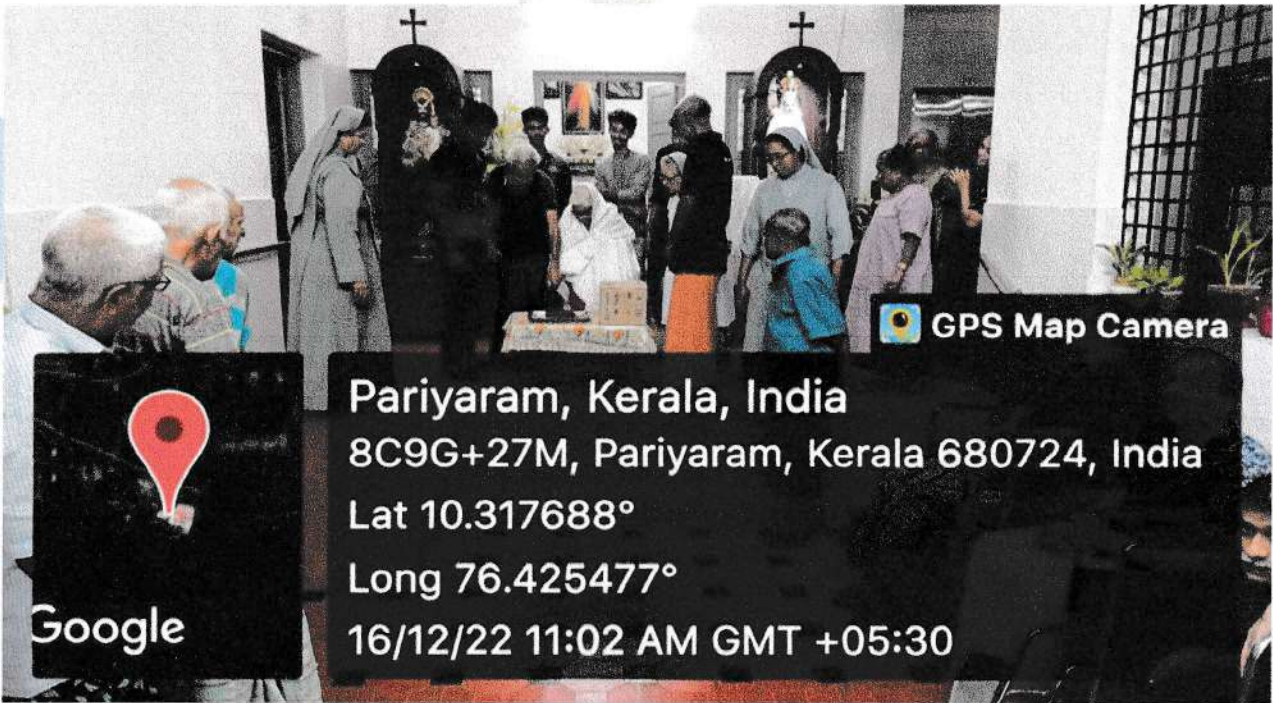 GPS Map Camera
Pariyaram, Kerala, India
8C9G+27M, Pariyaram, Kerala 680724, India
Lat 10.317688°
Long 76.425477°
16/12/22 11:02 AM GMT +05:30
Google